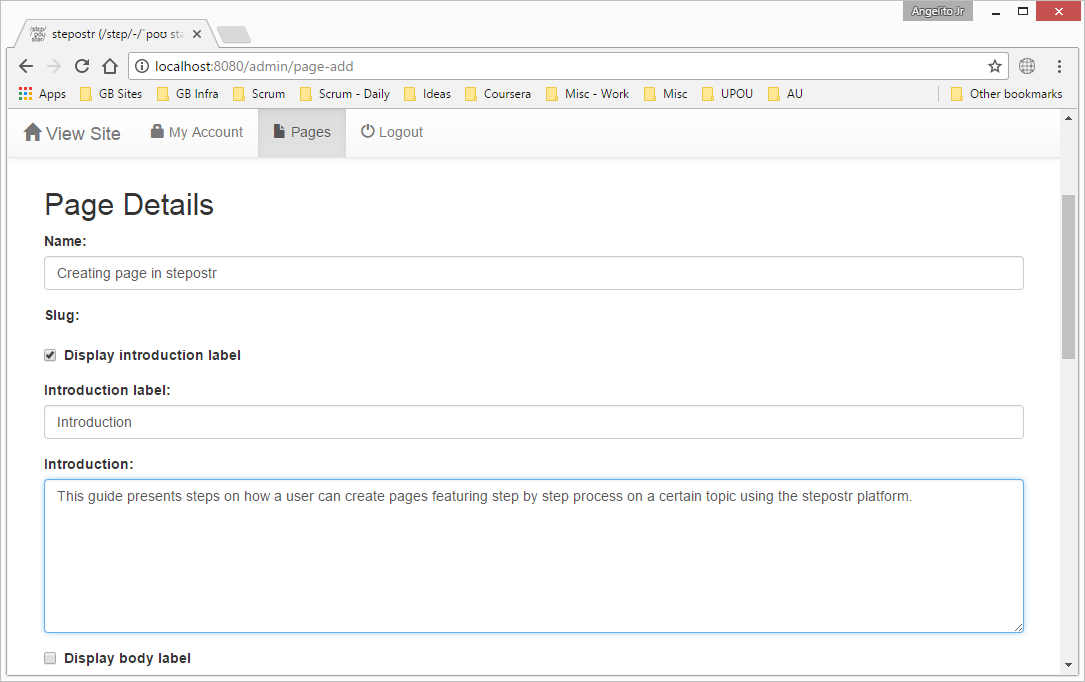 Angelito Jr
stepostr (/stɛp/-/ˈpoʊ sta
localhost:8080/admin/page-add
Apps GB Sites GB Infra Scrum Scrum - Daily Ideas Coursera Misc - Work Misc UPOU AU Other bookmarks
View Site My Account Pages Logout
Page Details
Name:
Creating page in stepostr
Slug:
Display introduction label
Introduction label:
Introduction
Introduction:
This guide presents steps on how a user can create pages featuring step by step process on a certain topic using the stepostr platform.
Display body label